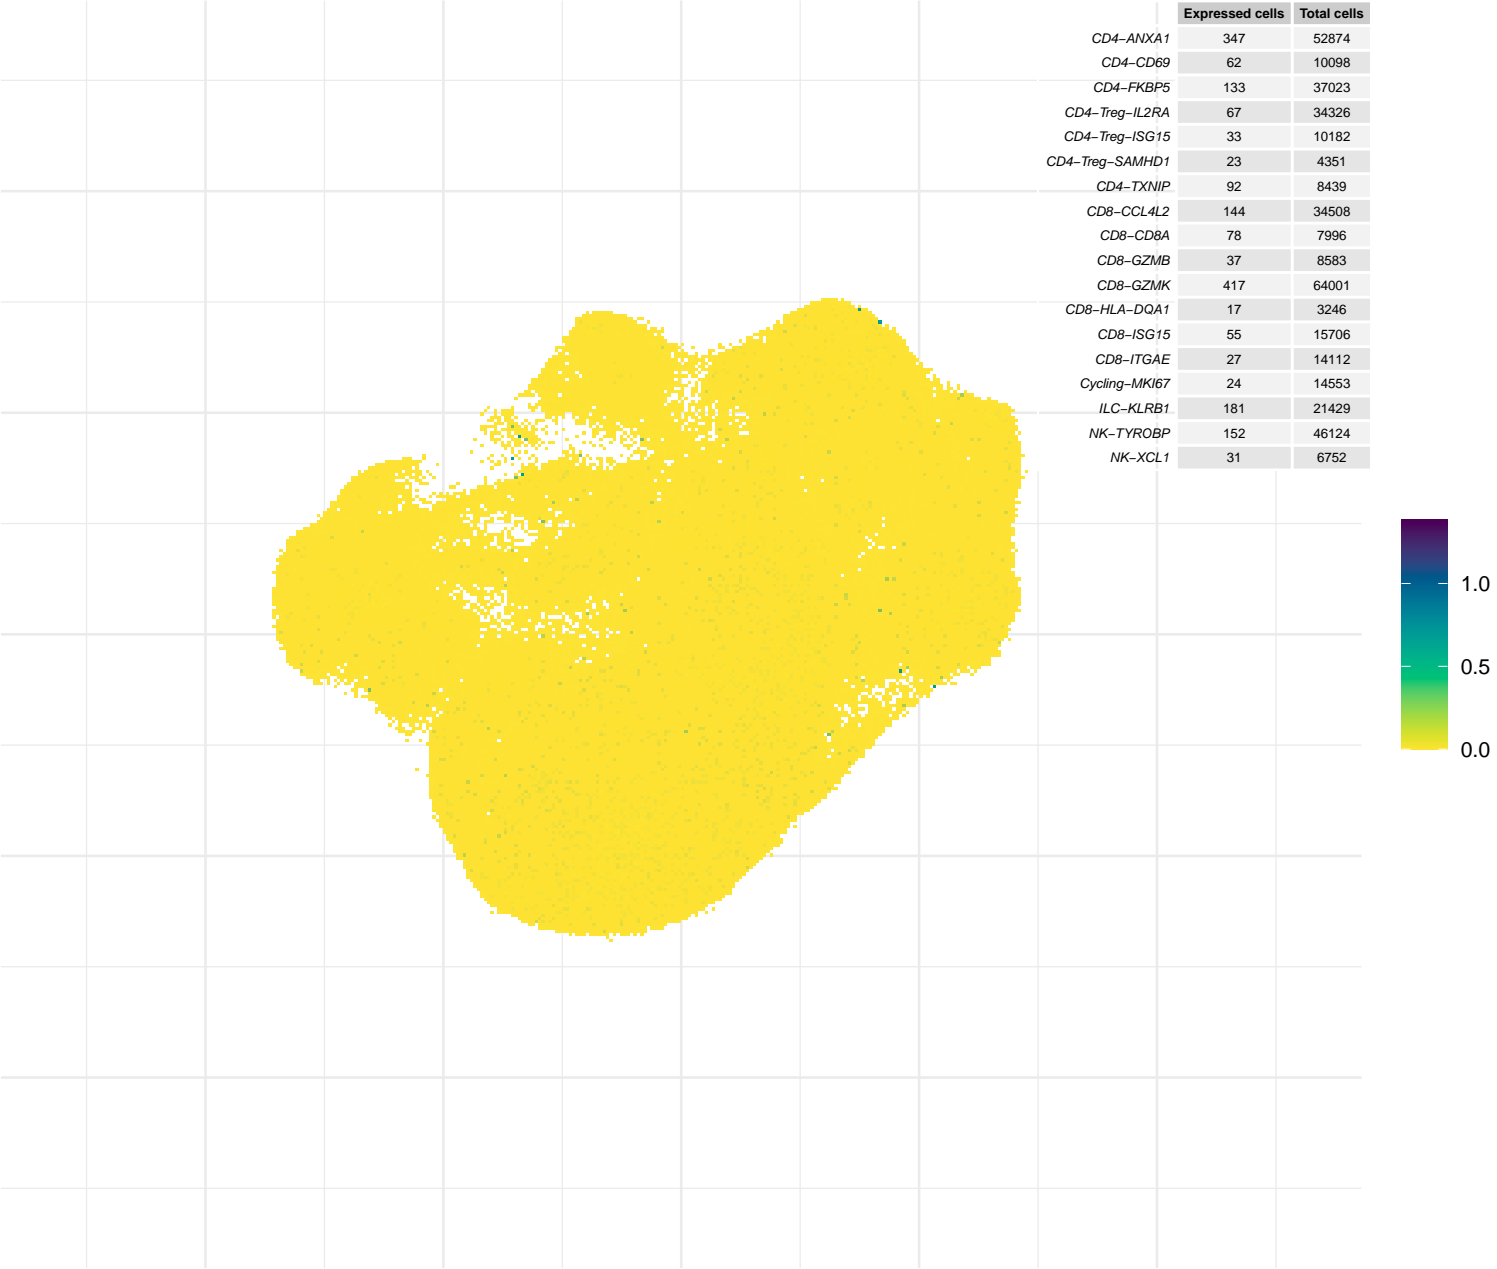 Expressed cells Total cells
CD4−ANXA1 347 52874
CD4−CD69 62 10098
CD4−FKBP5 133 37023
CD4−Treg−IL2RA 67 34326
CD4−Treg−ISG15 33 10182
CD4−Treg−SAMHD1 23 4351
CD4−TXNIP 92 8439
CD8−CCL4L2 144 34508
CD8−CD8A 78 7996
CD8−GZMB 37 8583
CD8−GZMK 417 64001
CD8−HLA−DQA1 17 3246
CD8−ISG15 55 15706
CD8−ITGAE 27 14112
Cycling−MKI67 24 14553
ILC−KLRB1 181 21429
NK−TYROBP 152 46124
NK−XCL1 31 6752
1.0
0.5
0.0